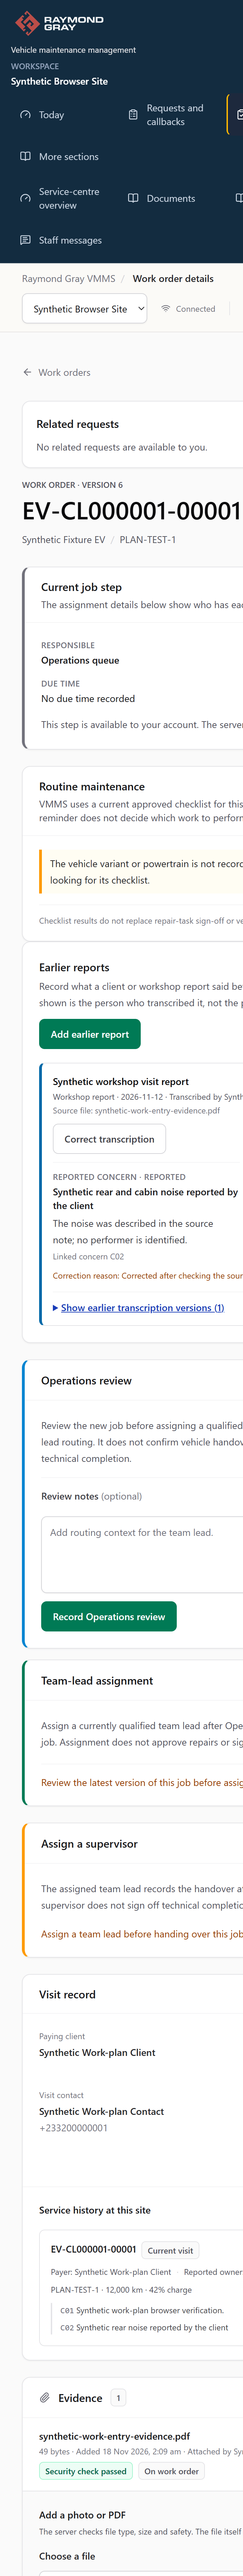 RAYMOND
GRAY
Vehicle maintenance management
WORKSPACE
Synthetic Browser Site
Today
Requests and
callbacks
More sections
Service-centre
overview
Documents
Staff messages
Raymond Gray VMMS / Work order details
Synthetic Browser Site
Connected
Work orders
Related requests
No related requests are available to you.
WORK ORDER · VERSION 6
EV-CL000001-00001
Synthetic Fixture EV / PLAN-TEST-1
Current job step
The assignment details below show who has
RESPONSIBLE
Operations queue
DUE TIME
No due time recorded
This step is available to your account. The
Routine maintenance
VMMS uses a current approved checklist for this
reminder does not decide which work to
The vehicle variant or powertrain is not
looking for its checklist.
Checklist results do not replace repair-task sign-off or
Earlier reports
Record what a client or workshop report said
shown is the person who transcribed it, not the
Add earlier report
Synthetic workshop visit report
Workshop report · 2026-11-12 · Transcribed by
Source file: synthetic-work-entry-evidence.pdf
Correct transcription
REPORTED CONCERN · REPORTED
Synthetic rear and cabin noise reported by
the client
The noise was described in the source
note; no performer is identified.
Linked concern C02
Correction reason: Corrected after checking the
Show earlier transcription versions (1)
Operations review
Review the new job before assigning a qualified
lead routing. It does not confirm vehicle
technical completion.
Review notes (optional)
Add routing context for the team lead.
Record Operations review
Team-lead assignment
Assign a currently qualified team lead after
job. Assignment does not approve repairs or
Review the latest version of this job before
Assign a supervisor
The assigned team lead records the handover
supervisor does not sign off technical
Assign a team lead before handing over this job
Visit record
Paying client
Synthetic Work-plan Client
Visit contact
Synthetic Work-plan Contact
+233200000001
Service history at this site
EV-CL000001-00001 Current visit
Payer: Synthetic Work-plan Client Reported owner
PLAN-TEST-1 · 12,000 km · 42% charge
C01 Synthetic work-plan browser verification.
C02 Synthetic rear noise reported by the client
Evidence 1
synthetic-work-entry-evidence.pdf
49 bytes · Added 18 Nov 2026, 2:09 am · Attached by
Security check passed On work order
Add a photo or PDF
The server checks file type, size and safety. The file itself
Choose a file